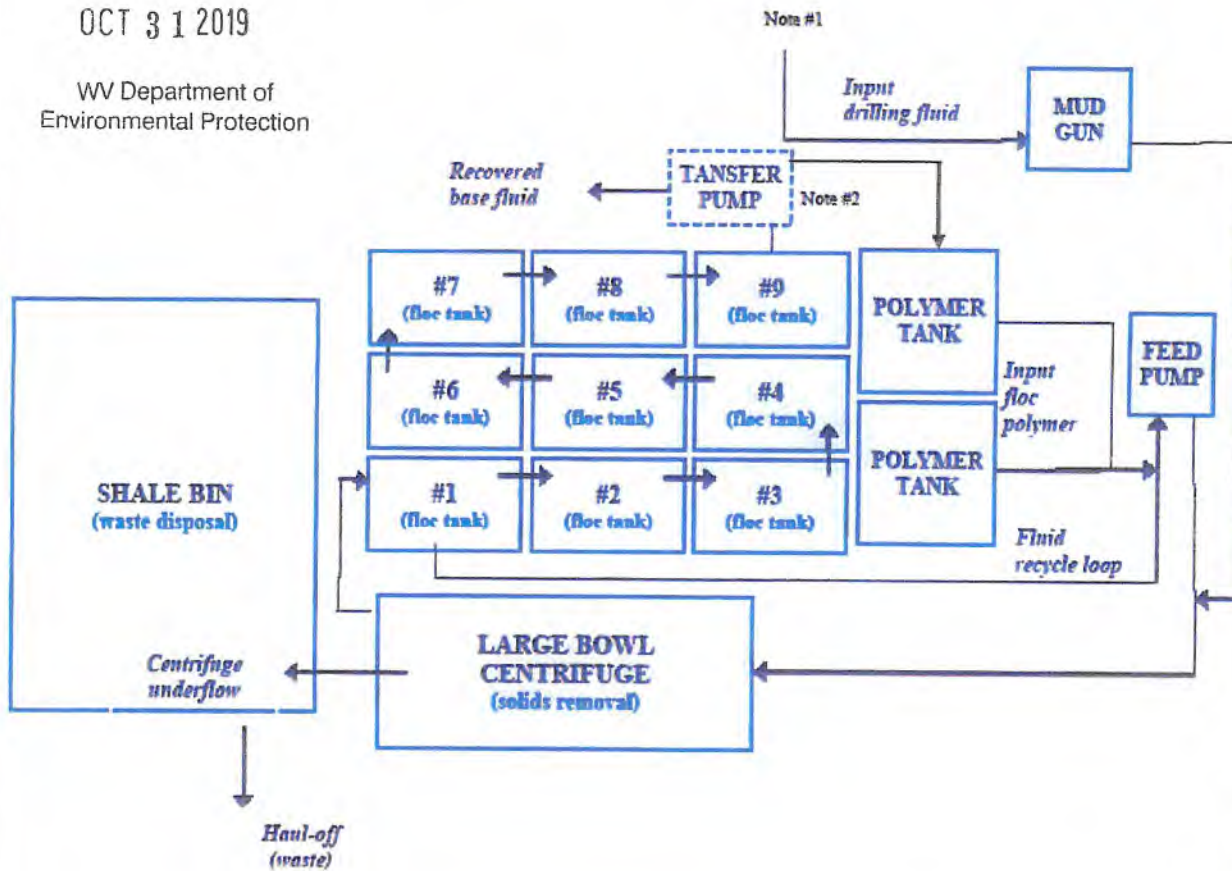 OCT 31 2019
WV Department of
Environmental Protection
Note #1
Input
drilling fluid
MUD
GUN
Recovered
base fluid
TANSFER
PUMP
Note #2
#7
(floc tank)
#8
(floc tank)
#9
(floc tank)
POLYMER
TANK
FEED
PUMP
#6
(floc tank)
#5
(floc tank)
#4
(floc tank)
Input
floc
polymer
SHALE BIN
(waste disposal)
#1
(floc tank)
#2
(floc tank)
#3
(floc tank)
POLYMER
TANK
Fluid
recycle loop
Centrifuge
underflow
LARGE BOWL
CENTRIFUGE
(solids removal)
Haul-off
(waste)